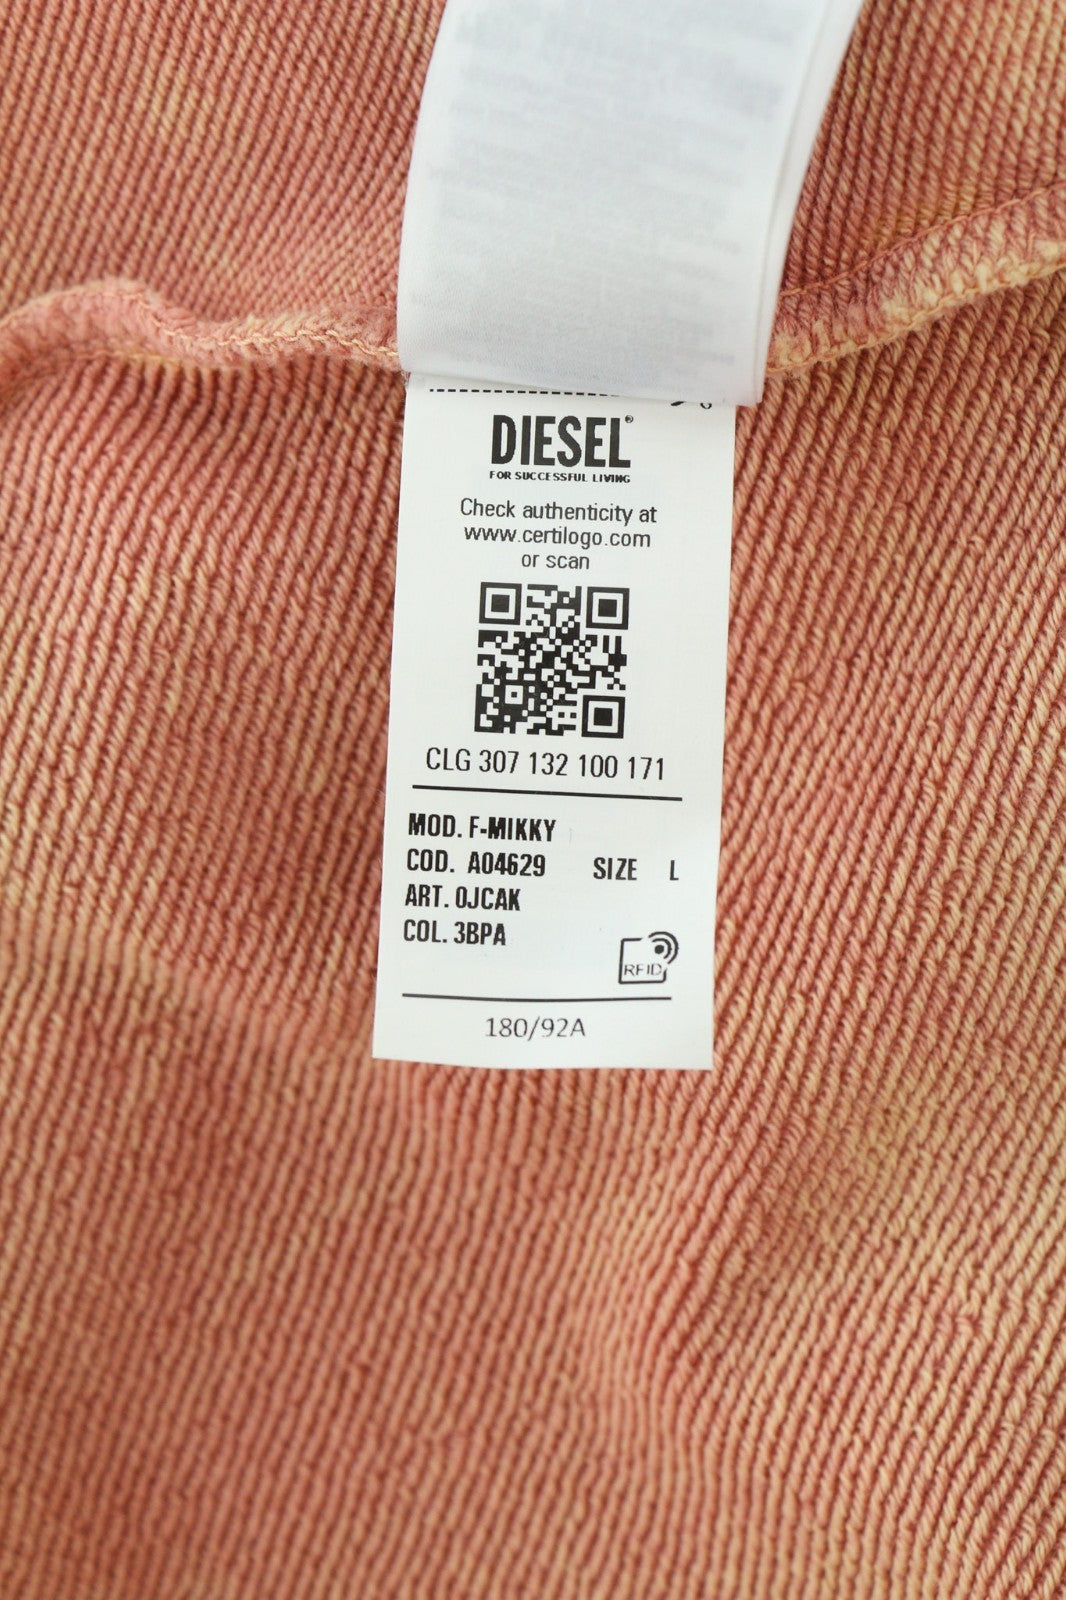 DIESEL®
FOR SUCCESSFUL LIVING
Check authenticity at
www.certilogo.com
or scan
CLG 307 132 100 171
MOD. F-MIKKY
COD. A04629 SIZE L
ART. 0JCAK
COL. 3BPA
RFID
180/92A